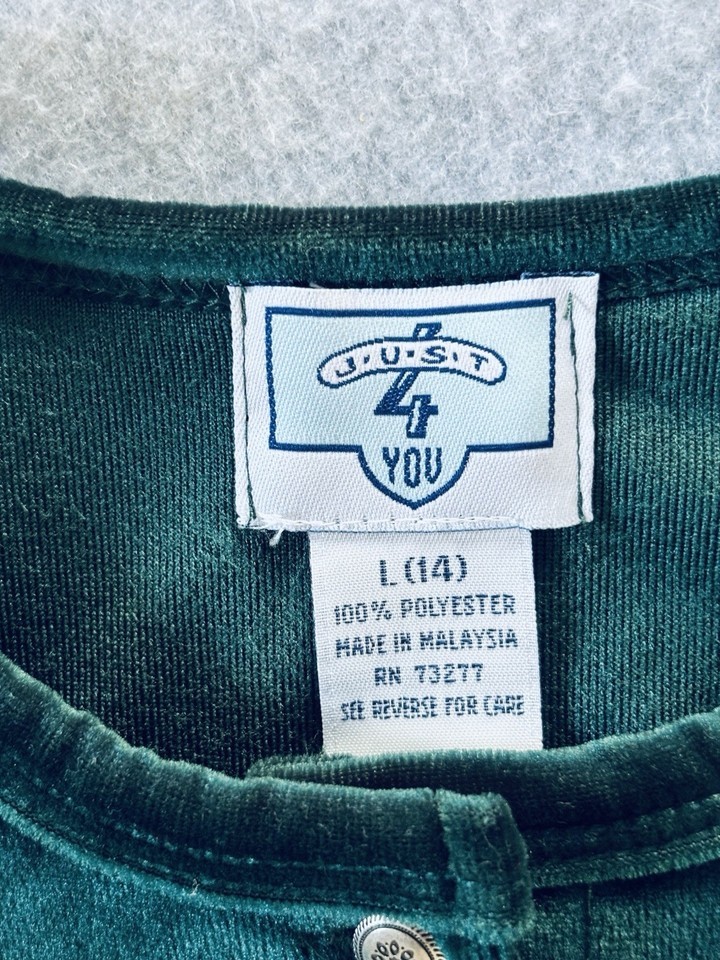 J·U·S·T
4
YOU
L (14)
100% POLYESTER
MADE IN MALAYSIA
RN 73277
SEE REVERSE FOR CARE